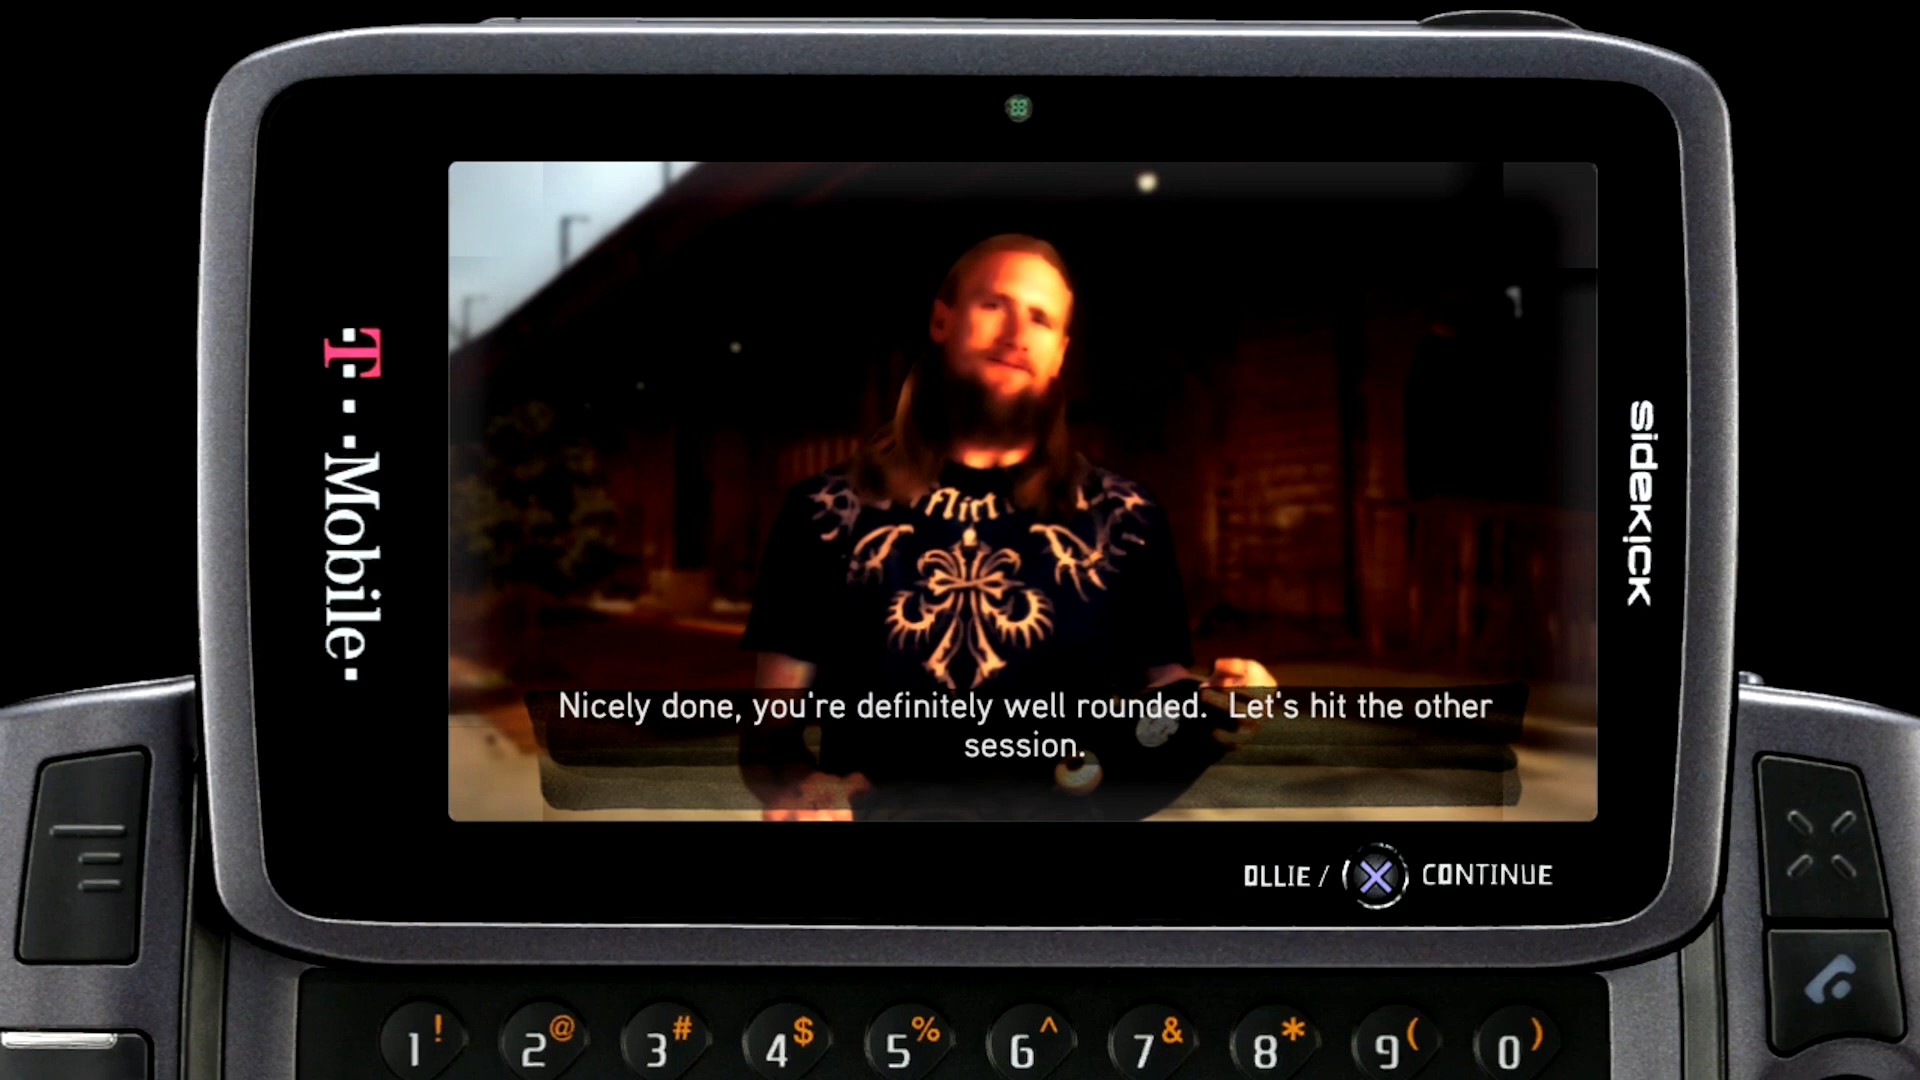 T··Mobile·
sidekick
flirt
Nicely done, you're definitely well rounded.  Let's hit the other
session.
OLLIE / X CONTINUE
1! 2@ 3# 4$ 5% 6^ 7& 8* 9( 0)